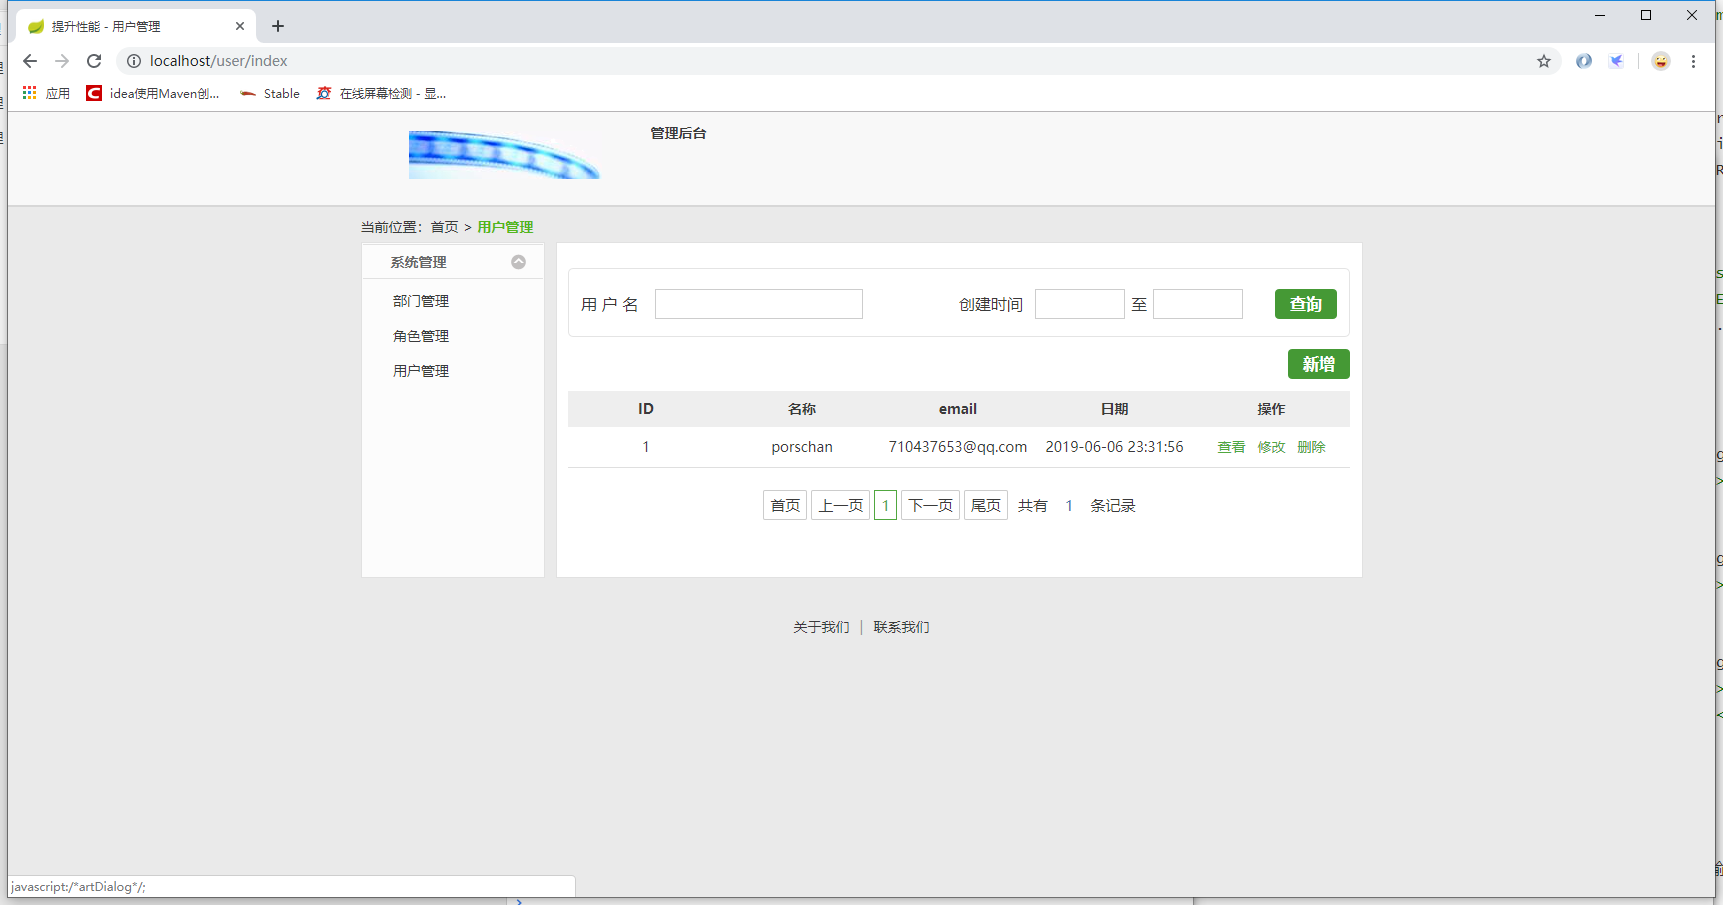 提升性能 - 用户管理
localhost/user/index
应用 idea使用Maven创... Stable 在线屏幕检测 - 显...
管理后台
当前位置：首页 > 用户管理
系统管理
部门管理
角色管理
用户管理
用 户 名 创建时间 至 查询
新增
ID 名称 email 日期 操作
1 porschan 710437653@qq.com 2019-06-06 23:31:56 查看 修改 删除
首页 上一页 1 下一页 尾页 共有 1 条记录
关于我们 | 联系我们
javascript:/*artDialog*/;